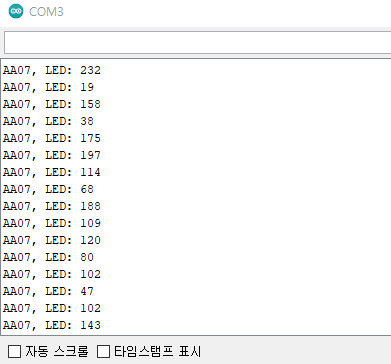 COM3
AA07, LED: 232
AA07, LED: 19
AA07, LED: 158
AA07, LED: 38
AA07, LED: 175
AA07, LED: 197
AA07, LED: 114
AA07, LED: 68
AA07, LED: 188
AA07, LED: 109
AA07, LED: 120
AA07, LED: 80
AA07, LED: 102
AA07, LED: 47
AA07, LED: 102
AA07, LED: 143
자동 스크롤 타임스탬프 표시